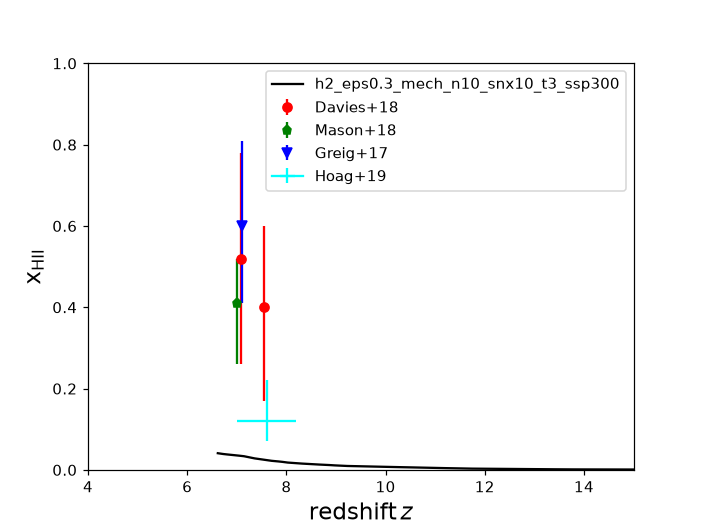 1.0
0.8
0.6
0.4
0.2
0.0
xHII
h2_eps0.3_mech_n10_snx10_t3_ssp300
Davies+18
Mason+18
Greig+17
Hoag+19
4 6 8 10 12 14
redshift z